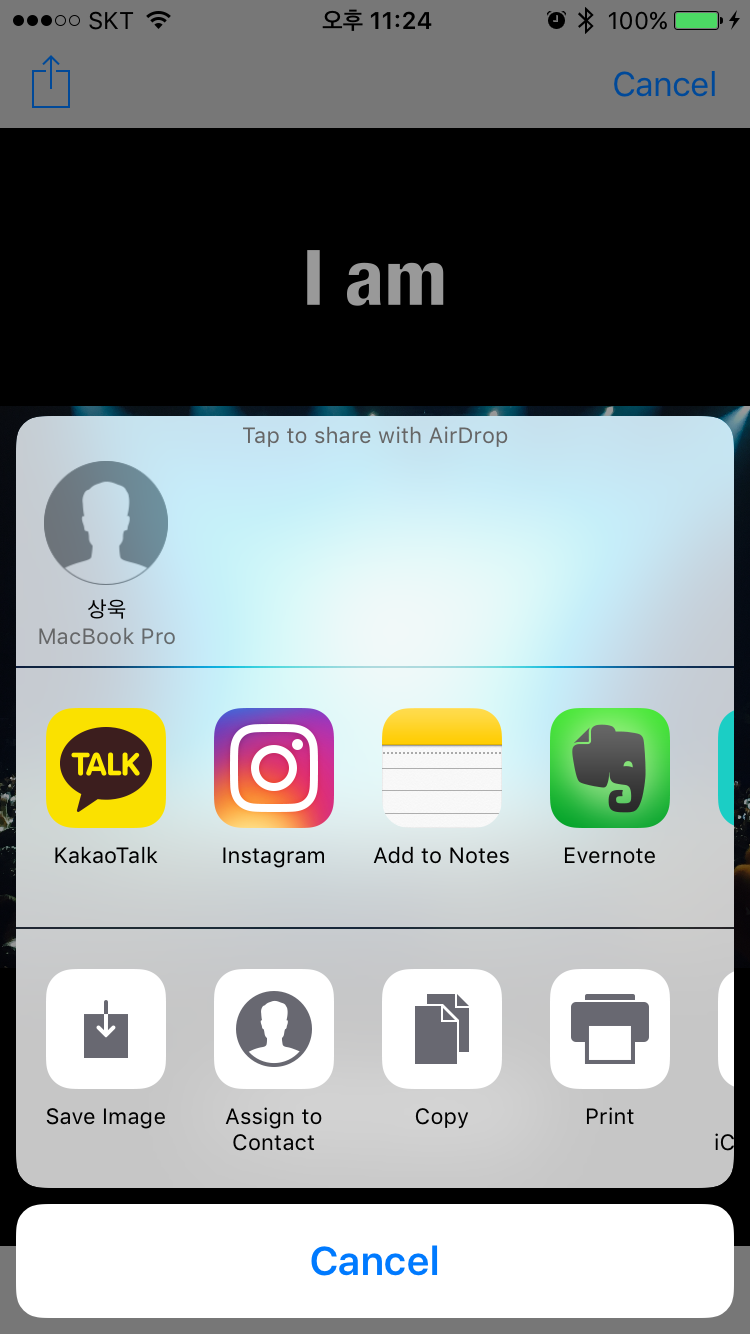 SKT
오후 11:24
100%
Cancel
I am
Tap to share with AirDrop
상욱
MacBook Pro
TALK
KakaoTalk
Instagram
Add to Notes
Evernote
Save Image
Assign to
Contact
Copy
Print
iC
Cancel